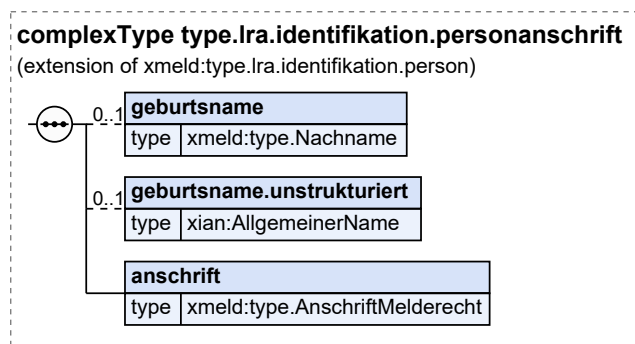 complexType type.lra.identifikation.personanschrift
(extension of xmeld:type.lra.identifikation.person)
0..1 geburtsname
type xmeld:type.Nachname
0..1 geburtsname.unstrukturiert
type xian:AllgemeinerName
anschrift
type xmeld:type.AnschriftMelderecht